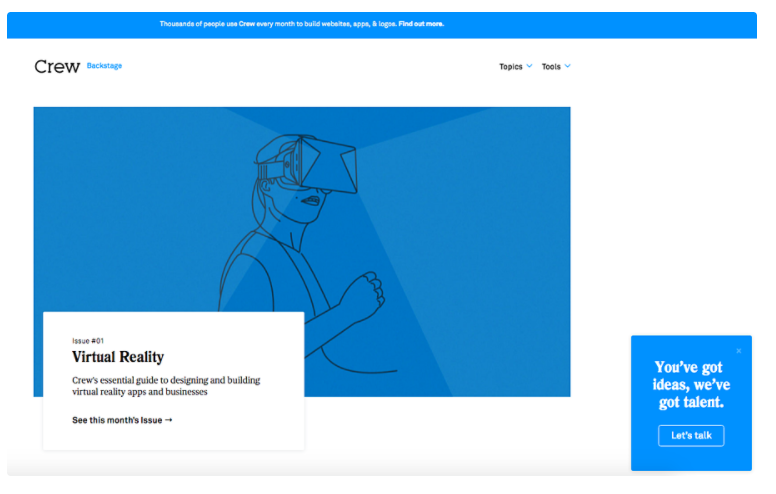 Thousands of people use Crew every month to build websites, apps, & logos. Find out more.
Crew Backstage
Topics Tools
Issue #01
Virtual Reality
Crew's essential guide to designing and building
virtual reality apps and businesses
See this month's Issue →
×
You've got
ideas, we've
got talent.
Let's talk